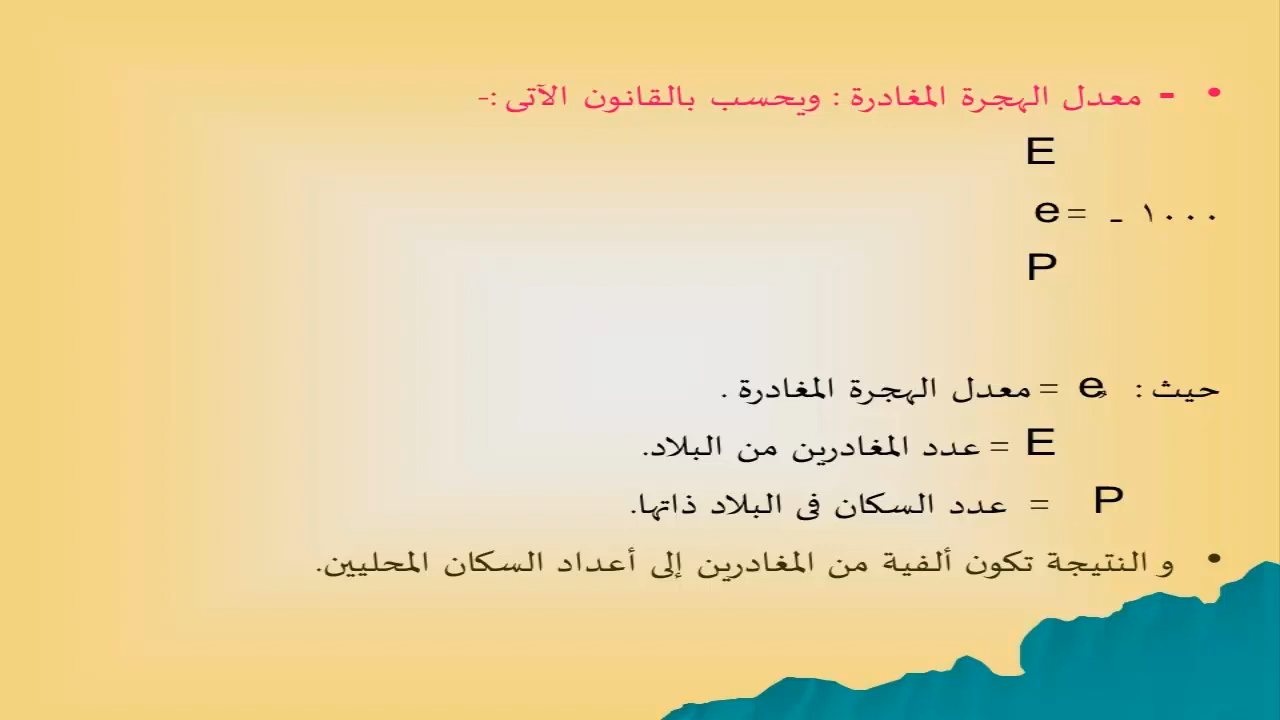 • - معدل الهجرة المغادرة : ويحسب بالقانون الآتى :-
E
١٠٠٠ ـ = e
P
حيث : e = معدل الهجرة المغادرة .
E = عدد المغادرين من البلاد.
P = عدد السكان فى البلاد ذاتها.
• و النتيجة تكون ألفية من المغادرين إلى أعداد السكان المحليين.